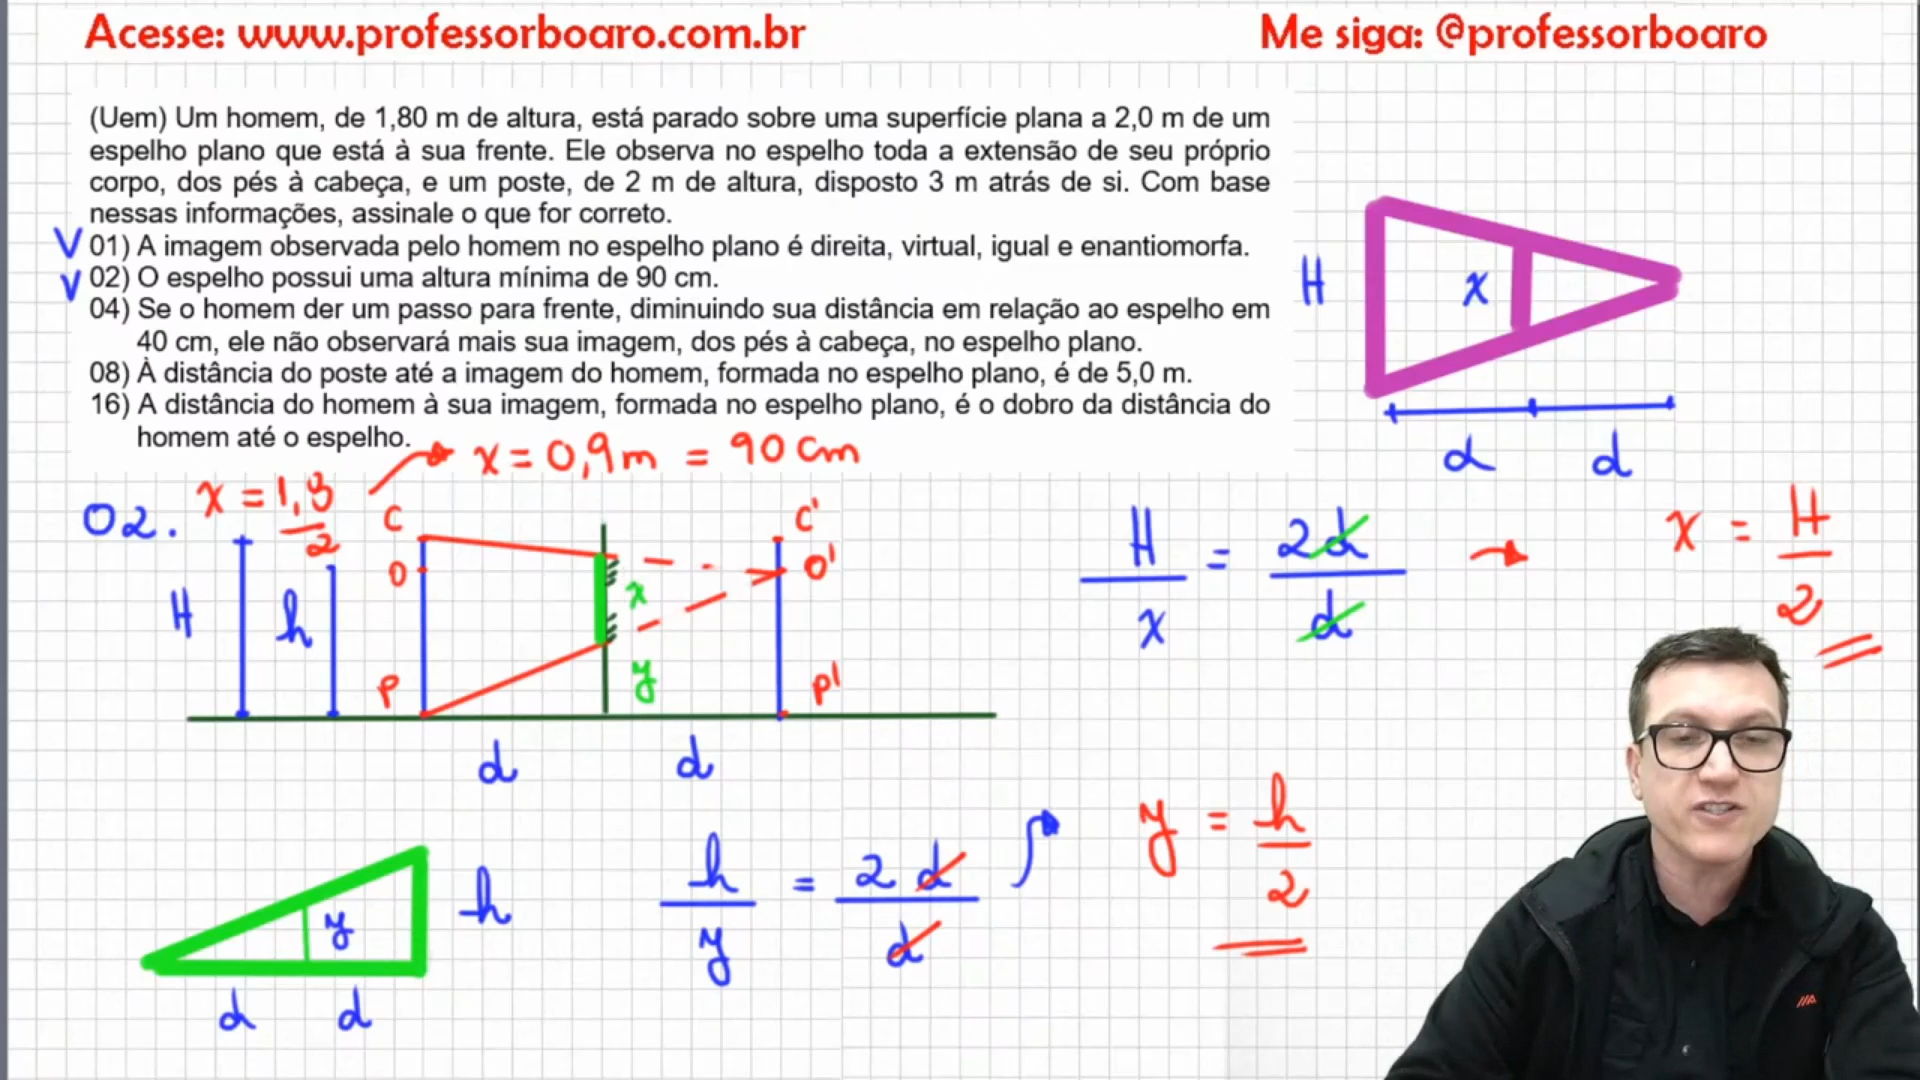 Acesse: www.professorboaro.com.br
Me siga: @professorboaro
(Uem) Um homem, de 1,80 m de altura, está parado sobre uma superfície plana a 2,0 m de um
espelho plano que está à sua frente. Ele observa no espelho toda a extensão de seu próprio
corpo, dos pés à cabeça, e um poste, de 2 m de altura, disposto 3 m atrás de si. Com base
nessas informações, assinale o que for correto.
V 01) A imagem observada pelo homem no espelho plano é direita, virtual, igual e enantiomorfa.
V 02) O espelho possui uma altura mínima de 90 cm.
04) Se o homem der um passo para frente, diminuindo sua distância em relação ao espelho em
40 cm, ele não observará mais sua imagem, dos pés à cabeça, no espelho plano.
08) À distância do poste até a imagem do homem, formada no espelho plano, é de 5,0 m.
16) A distância do homem à sua imagem, formada no espelho plano, é o dobro da distância do
homem até o espelho.
H
x
d d
02. x = 1,8/2 → x = 0,9m = 90 cm
C C'
O O'
H h x
P y P'
d d
H/x = 2d/d → x = H/2
y h
d d
h/y = 2d/d → y = h/2